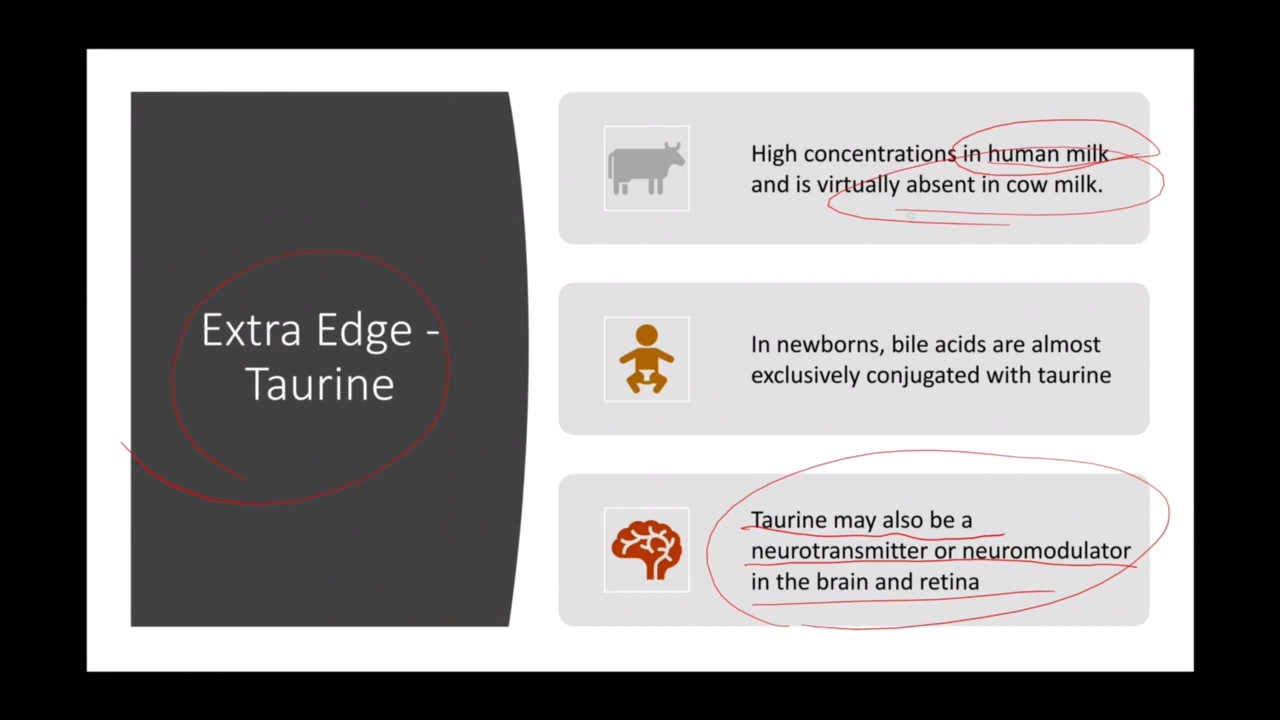 Extra Edge -
Taurine
High concentrations in human milk
and is virtually absent in cow milk.
In newborns, bile acids are almost
exclusively conjugated with taurine
Taurine may also be a
neurotransmitter or neuromodulator
in the brain and retina